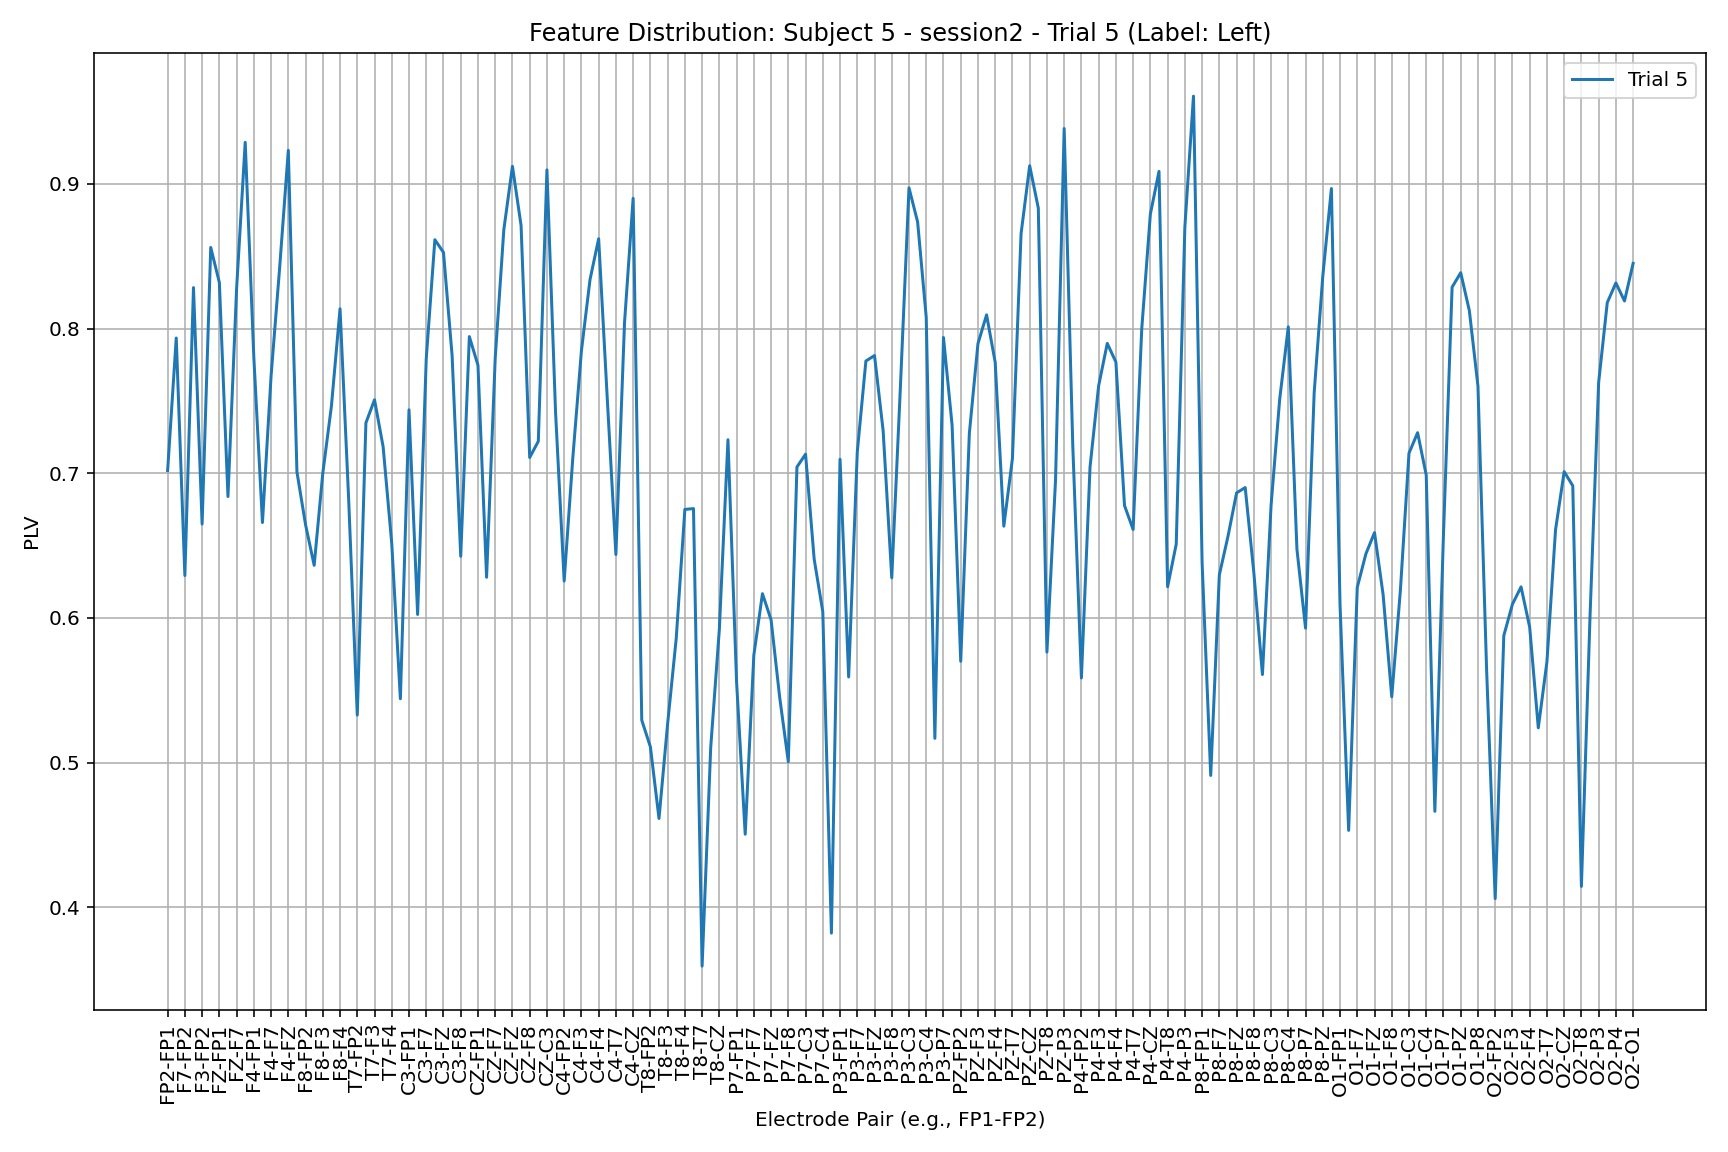 Feature Distribution: Subject 5 - session2 - Trial 5 (Label: Left)
Trial 5
PLV
0.9
0.8
0.7
0.6
0.5
0.4
FP2-FP1
F7-FP2
F3-FP2
FZ-FP1
FZ-F7
F4-FP1
F4-F7
F4-FZ
F8-FP2
F8-F3
F8-F4
T7-FP2
T7-F3
T7-F4
C3-FP1
C3-F7
C3-FZ
C3-F8
CZ-FP1
CZ-F7
CZ-FZ
CZ-F8
CZ-C3
C4-FP2
C4-F3
C4-F4
C4-T7
C4-CZ
T8-FP2
T8-F3
T8-F4
T8-T7
T8-CZ
P7-FP1
P7-F7
P7-FZ
P7-F8
P7-C3
P7-C4
P3-FP1
P3-F7
P3-FZ
P3-F8
P3-C3
P3-C4
P3-P7
PZ-FP2
PZ-F3
PZ-F4
PZ-T7
PZ-CZ
PZ-T8
PZ-P3
P4-FP2
P4-F3
P4-F4
P4-T7
P4-CZ
P4-T8
P4-P3
P8-FP1
P8-F7
P8-FZ
P8-F8
P8-C3
P8-C4
P8-P7
P8-PZ
O1-FP1
O1-F7
O1-FZ
O1-F8
O1-C3
O1-C4
O1-P7
O1-PZ
O1-P8
O2-FP2
O2-F3
O2-F4
O2-T7
O2-CZ
O2-T8
O2-P3
O2-P4
O2-O1
Electrode Pair (e.g., FP1-FP2)